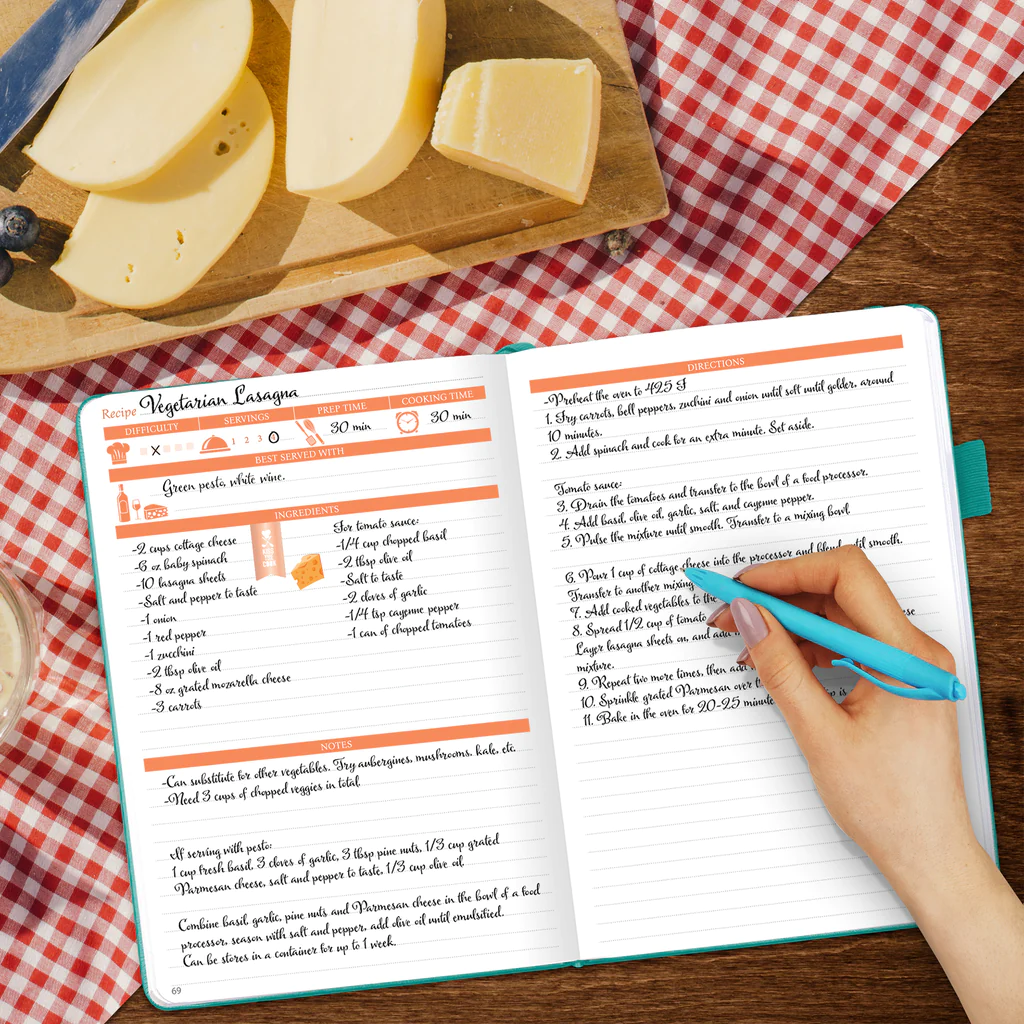 Recipe Vegetarian Lasagna
DIFFICULTY SERVINGS PREP TIME COOKING TIME
X 1 2 3 30 min 30 min
BEST SERVED WITH
Green pesto, white wine.
INGREDIENTS
-2 cups cottage cheese
-6 oz. baby spinach
-10 lasagna sheets
-Salt and pepper to taste
-1 onion
-1 red pepper
-1 zucchini
-2 tbsp olive oil
-8 oz grated mozarella cheese
-3 carrots
For tomato sauce:
-1/4 cup chopped basil
-2 tbsp olive oil
-Salt to taste
-2 cloves of garlic
-1/4 tsp cayenne pepper
-1 can of chopped tomatoes
NOTES
-Can substitute for other vegetables. Try aubergines, mushrooms, kale, etc.
-Need 3 cups of chopped veggies in total.
If serving with pesto:
1 cup fresh basil, 3 cloves of garlic, 3 tbsp pine nuts, 1/3 cup grated
Parmesan cheese, salt and pepper to taste, 1/3 cup olive oil.
Combine basil, garlic, pine nuts and Parmesan cheese in the bowl of a food
processor, season with salt and pepper, add olive oil until emulsified.
Can be stores in a container for up to 1 week.
69
DIRECTIONS
-Preheat the oven to 425 F
1. Fry carrots, bell peppers, zuchini and onion until soft until golder, around
10 minutes.
2. Add spinach and cook for an extra minute. Set aside.
Tomato sauce:
3. Drain the tomatoes and transfer to the bowl of a food processor.
4. Add basil, olive oil, garlic, salt, and cayenne pepper.
5. Pulse the mixture until smooth. Transfer to a mixing bowl.
6. Pour 1 cup of cottage cheese into the processor and blend until smooth.
Transfer to another mixing
7. Add cooked vegetables to the
8. Spread 1/2 cup of tomato
Layer lasagna sheets on, and add
mixture.
9. Repeat two more times, then add
10. Sprinkle grated Parmesan over is
11. Bake in the oven for 20-25